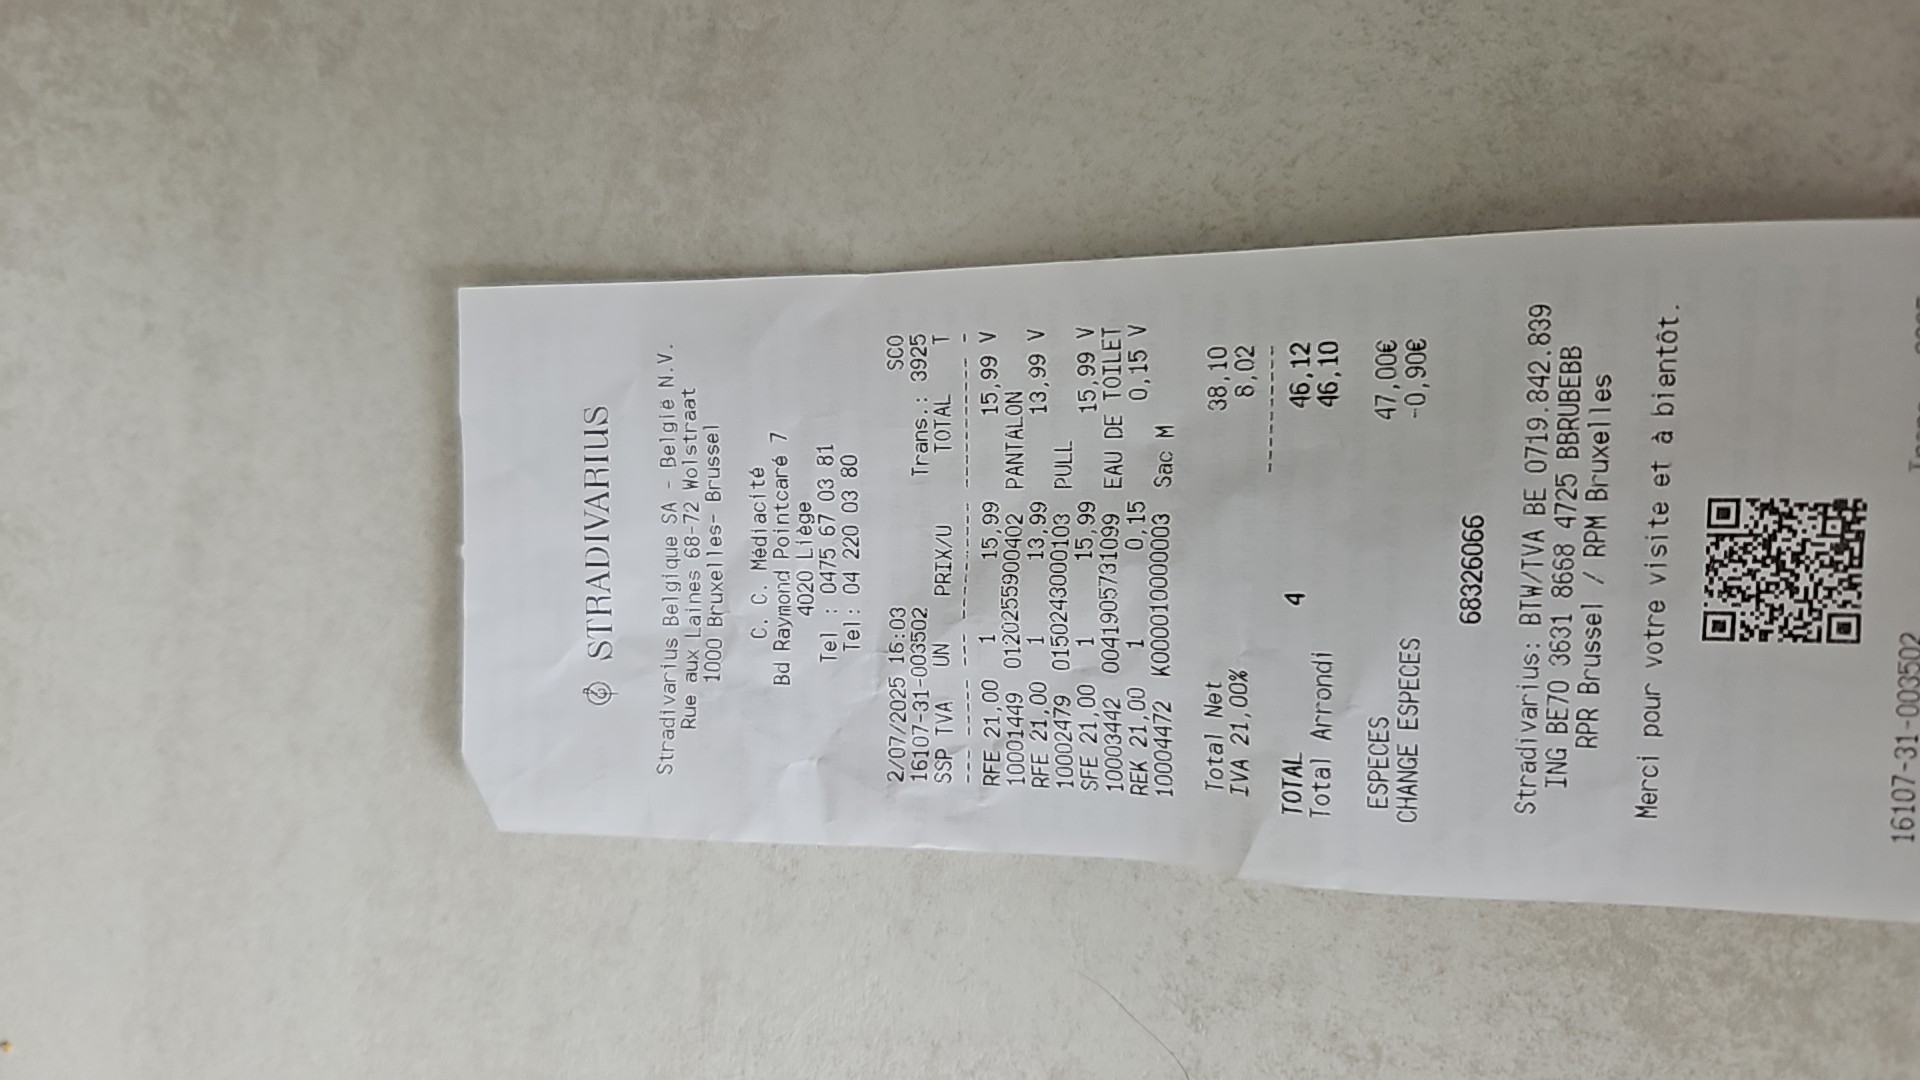 STRADIVARIUS
Stradivarius Belgique SA - België N.V.
Rue aux Laines 68-72 Wolstraat
1000 Bruxelles- Brussel
C. C. Médiacité
Bd Raymond Pointcaré 7
4020 Liège
Tel : 0475 67 03 81
Tel : 04 220 03 80
2/07/2025 16:03 SCO
16107-31-003502 Trans.: 3925
SSP TVA UN PRIX/U TOTAL T
--- ----- --- ---------- ---------- -
RFE 21,00 1 15,99 15,99 V
10001449 0120255900402 PANTALON
RFE 21,00 1 13,99 13,99 V
10002479 0150243000103 PULL
SFE 21,00 1 15,99 15,99 V
10003442 0041905731099 EAU DE TOILET
REK 21,00 1 0,15 0,15 V
10004472 K000010000003 Sac M
Total Net 38,10
IVA 21,00% 8,02
----------
TOTAL 4 46,12
Total Arrondi 46,10
ESPECES 47,00€
CHANGE ESPECES -0,90€
68326066
Stradivarius: BTW/TVA BE 0719.842.839
ING BE70 3631 8668 4725 BBRUBEBB
RPR Brussel / RPM Bruxelles
Merci pour votre visite et à bientôt.
16107-31-003502